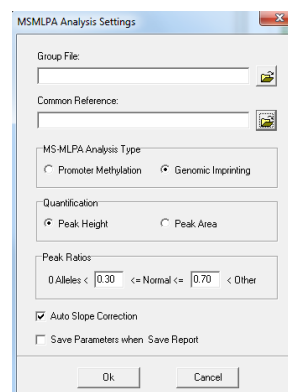 MSMLPA Analysis Settings
Group File:
Common Reference:
MS-MLPA Analysis Type
Promoter Methylation Genomic Imprinting
Quantification
Peak Height Peak Area
Peak Ratios
0 Alleles < 0.30 <= Normal <= 0.70 < Other
Auto Slope Correction
Save Parameters when Save Report
Ok Cancel